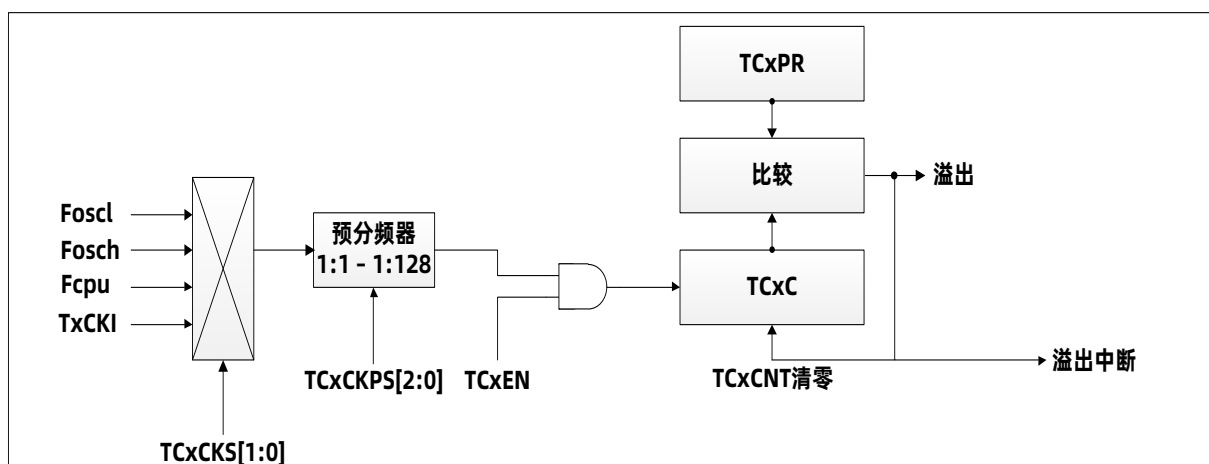 TCxPR
比较
溢出
Foscl
Fosch
Fcpu
TxCKI
预分频器
1:1 – 1:128
TCxC
TCxCKPS[2:0]
TCxEN
TCxCNT清零
溢出中断
TCxCKS[1:0]